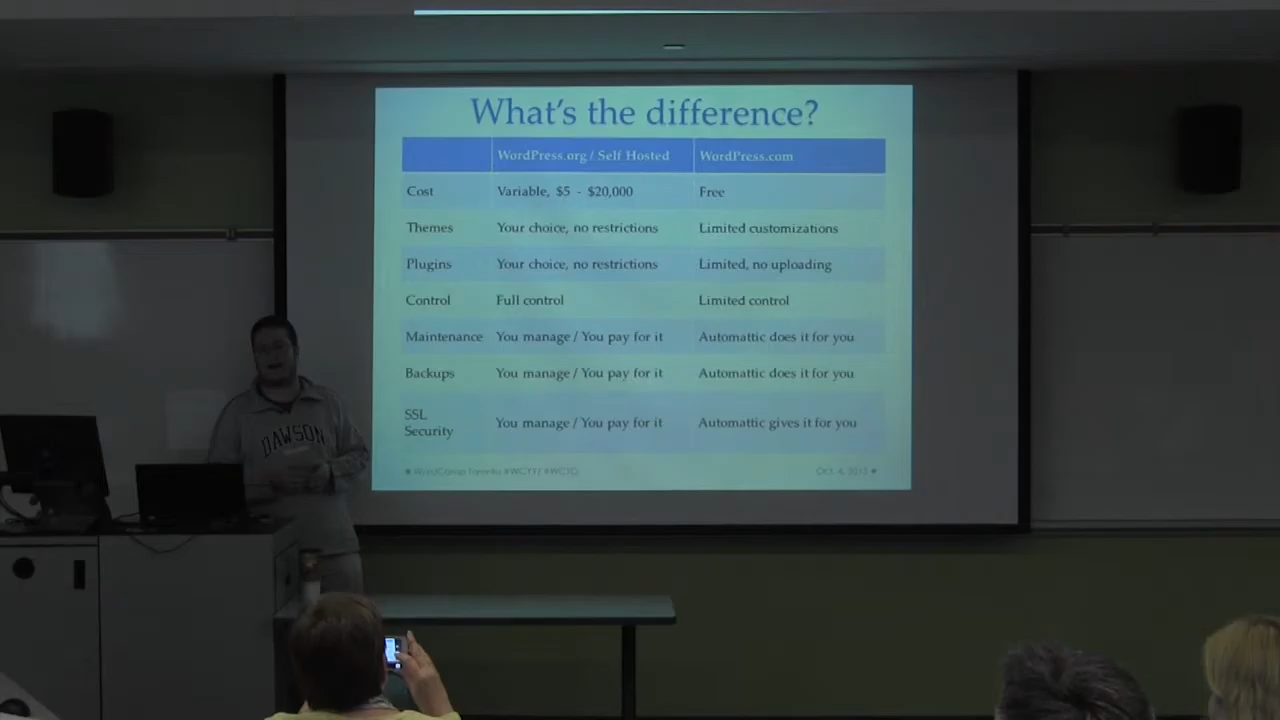 What's the difference?
WordPress.org / Self Hosted WordPress.com
Cost Variable, $5 - $20,000 Free
Themes Your choice, no restrictions Limited customizations
Plugins Your choice, no restrictions Limited, no uploading
Control Full control Limited control
Maintenance You manage / You pay for it Automattic does it for you
Backups You manage / You pay for it Automattic does it for you
SSL
Security You manage / You pay for it Automattic gives it for you
WordCamp Toronto
DAWSON